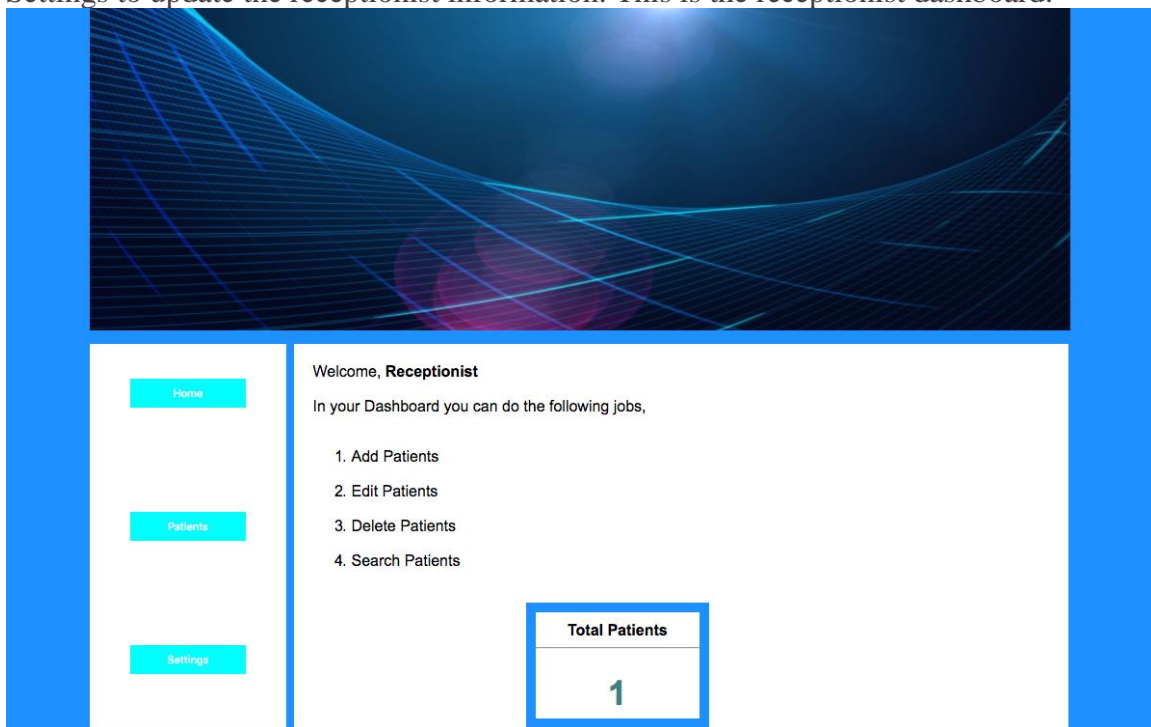 Settings to update the receptionist information. This is the receptionist dashboard.
Home
Patients
Settings
Welcome, Receptionist
In your Dashboard you can do the following jobs,
1. Add Patients
2. Edit Patients
3. Delete Patients
4. Search Patients
Total Patients
1